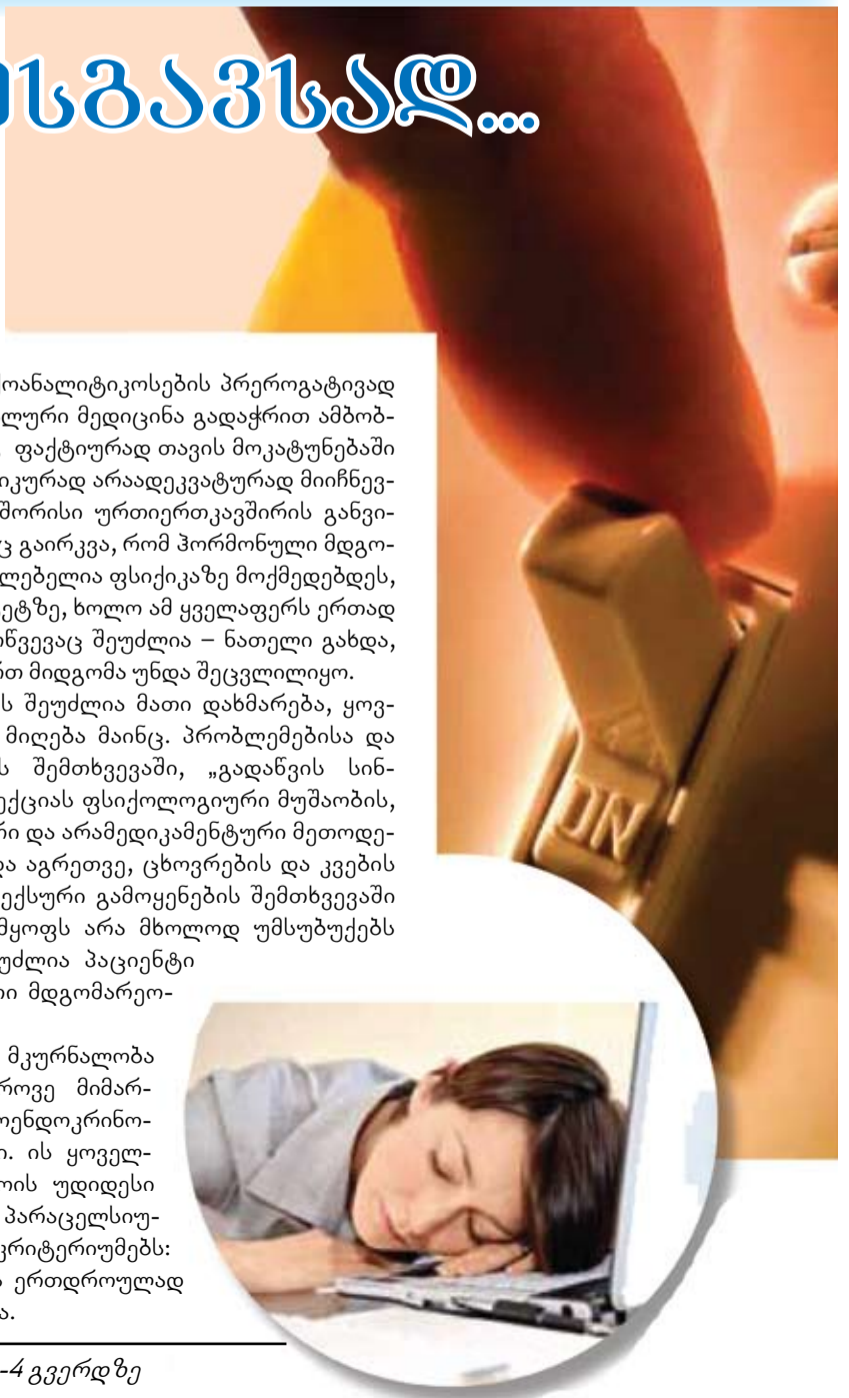 სგავსად...
ოანალიტიკოსების პრეროგატივად
ლური მედიცინა გადაჭრით ამბობ-
ფაქტიურად თავის მოკატუნებაში
იკურად არაადეკვატურად მიიჩნევ-
შორისი ურთიერთკავშირის განვი-
ც გაირკვა, რომ ჰორმონული მდგო-
ლებელია ფსიქიკაზე მოქმედებდეს,
ეტზე, ხოლო ამ ყველაფერს ერთად
იწვევაც შეუძლია – ნათელი გახდა,
რთ მიდგომა უნდა შეცვლილიყო.
ს შეუძლია მათი დახმარება, ყოვ-
მიღება მაინც. პრობლემებისა და
ს შემთხვევაში, „გადაწვის სინ-
ექციას ფსიქოლოგიური მუშაობის,
რი და არამედიკამენტური მეთოდე-
და აგრეთვე, ცხოვრების და კვების
ექსური გამოყენების შემთხვევაში
მყოფს არა მხოლოდ უმსუბუქებს
უძლია პაციენტი
ი მდგომარეო-
მკურნალობა
როვე მიმარ-
ოენდოკრინო-
ი. ის ყოველ-
ოის უდიდესი
პარაცელსიუ-
კრიტერიუმებს:
ა ერთდროულად
ა.
-4 გვერდზე
ON